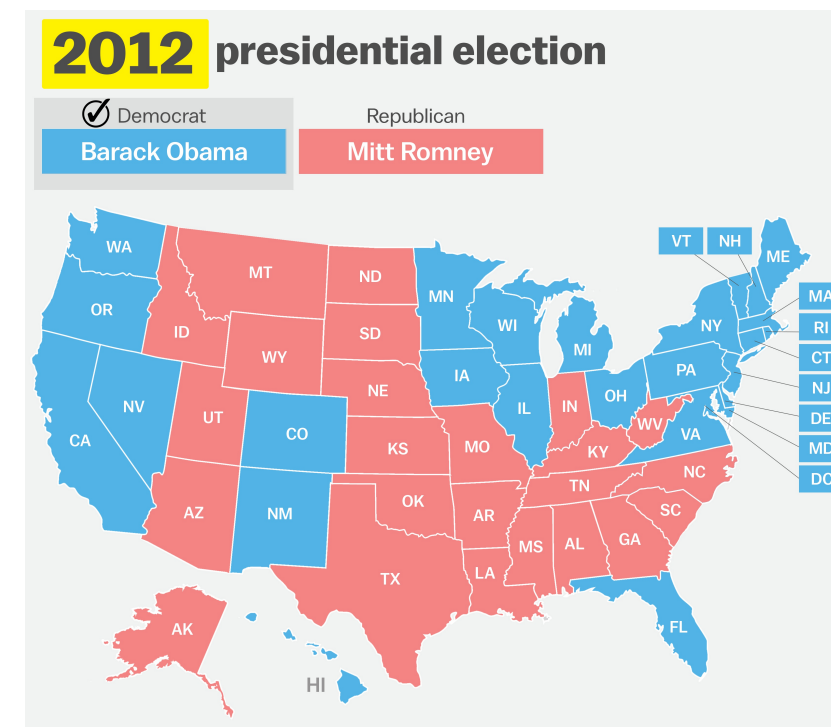 2012 presidential election
Democrat
Republican
Barack Obama
Mitt Romney
WA
VT
NH
ME
MT
ND
MN
OR
ID
SD
WI
NY
MA
RI
WY
MI
CT
NV
UT
NE
IA
PA
NJ
CO
IL
IN
OH
DE
CA
KS
MO
KY
WV
VA
MD
DC
AZ
NM
OK
AR
TN
NC
SC
TX
LA
MS
AL
GA
AK
FL
HI